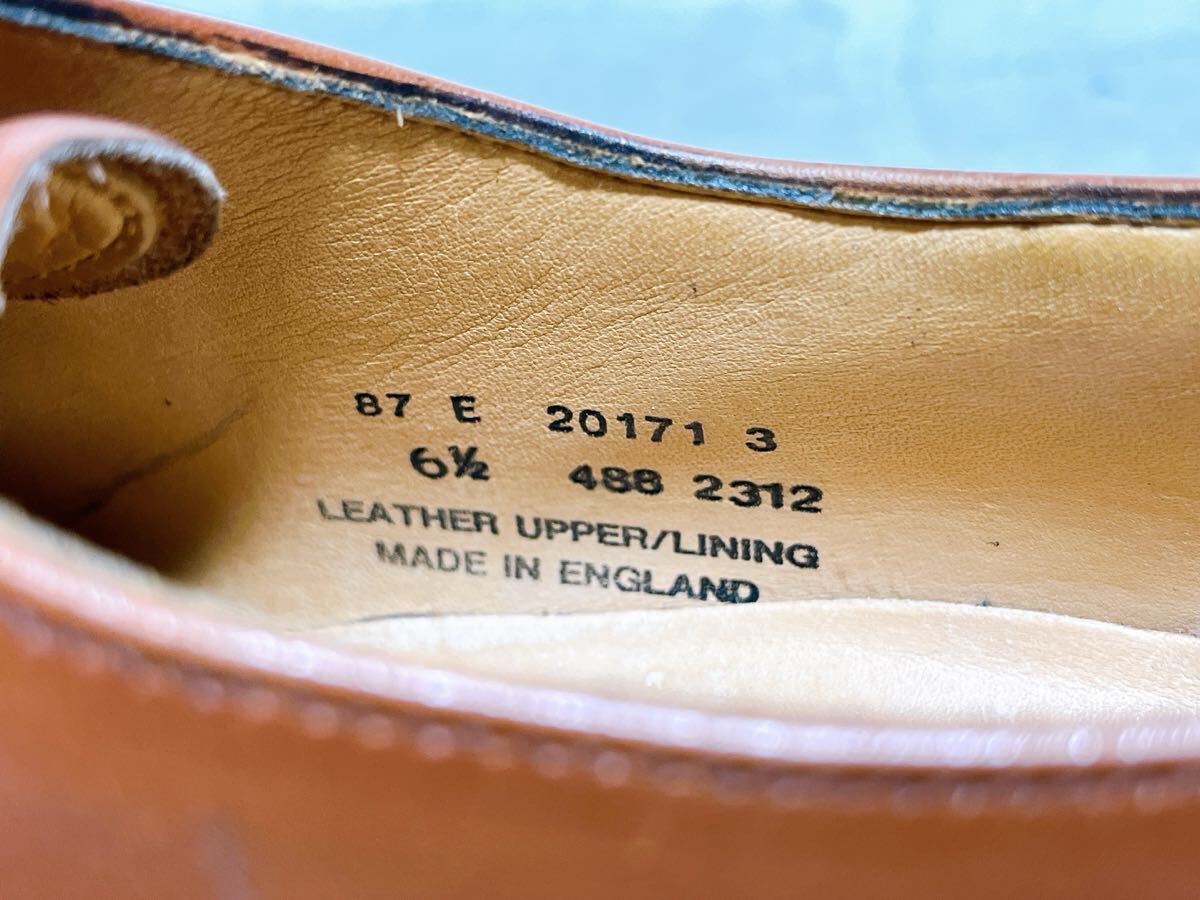 87 E 20171 3
6½ 488 2312
LEATHER UPPER/LINING
MADE IN ENGLAND